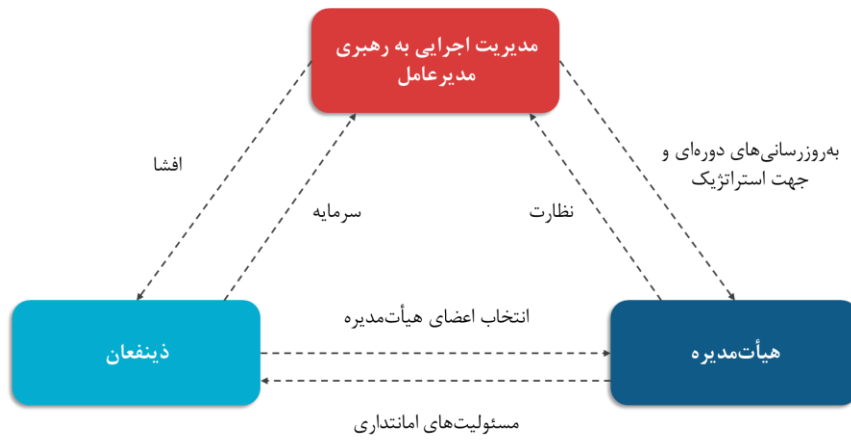 مدیریت اجرایی به رهبری
مدیرعامل
افشا
سرمایه
نظارت
به‌روزرسانی‌های دوره‌ای و
جهت استراتژیک
ذینفعان
انتخاب اعضای هیأت‌مدیره
هیأت‌مدیره
مسئولیت‌های امانتداری